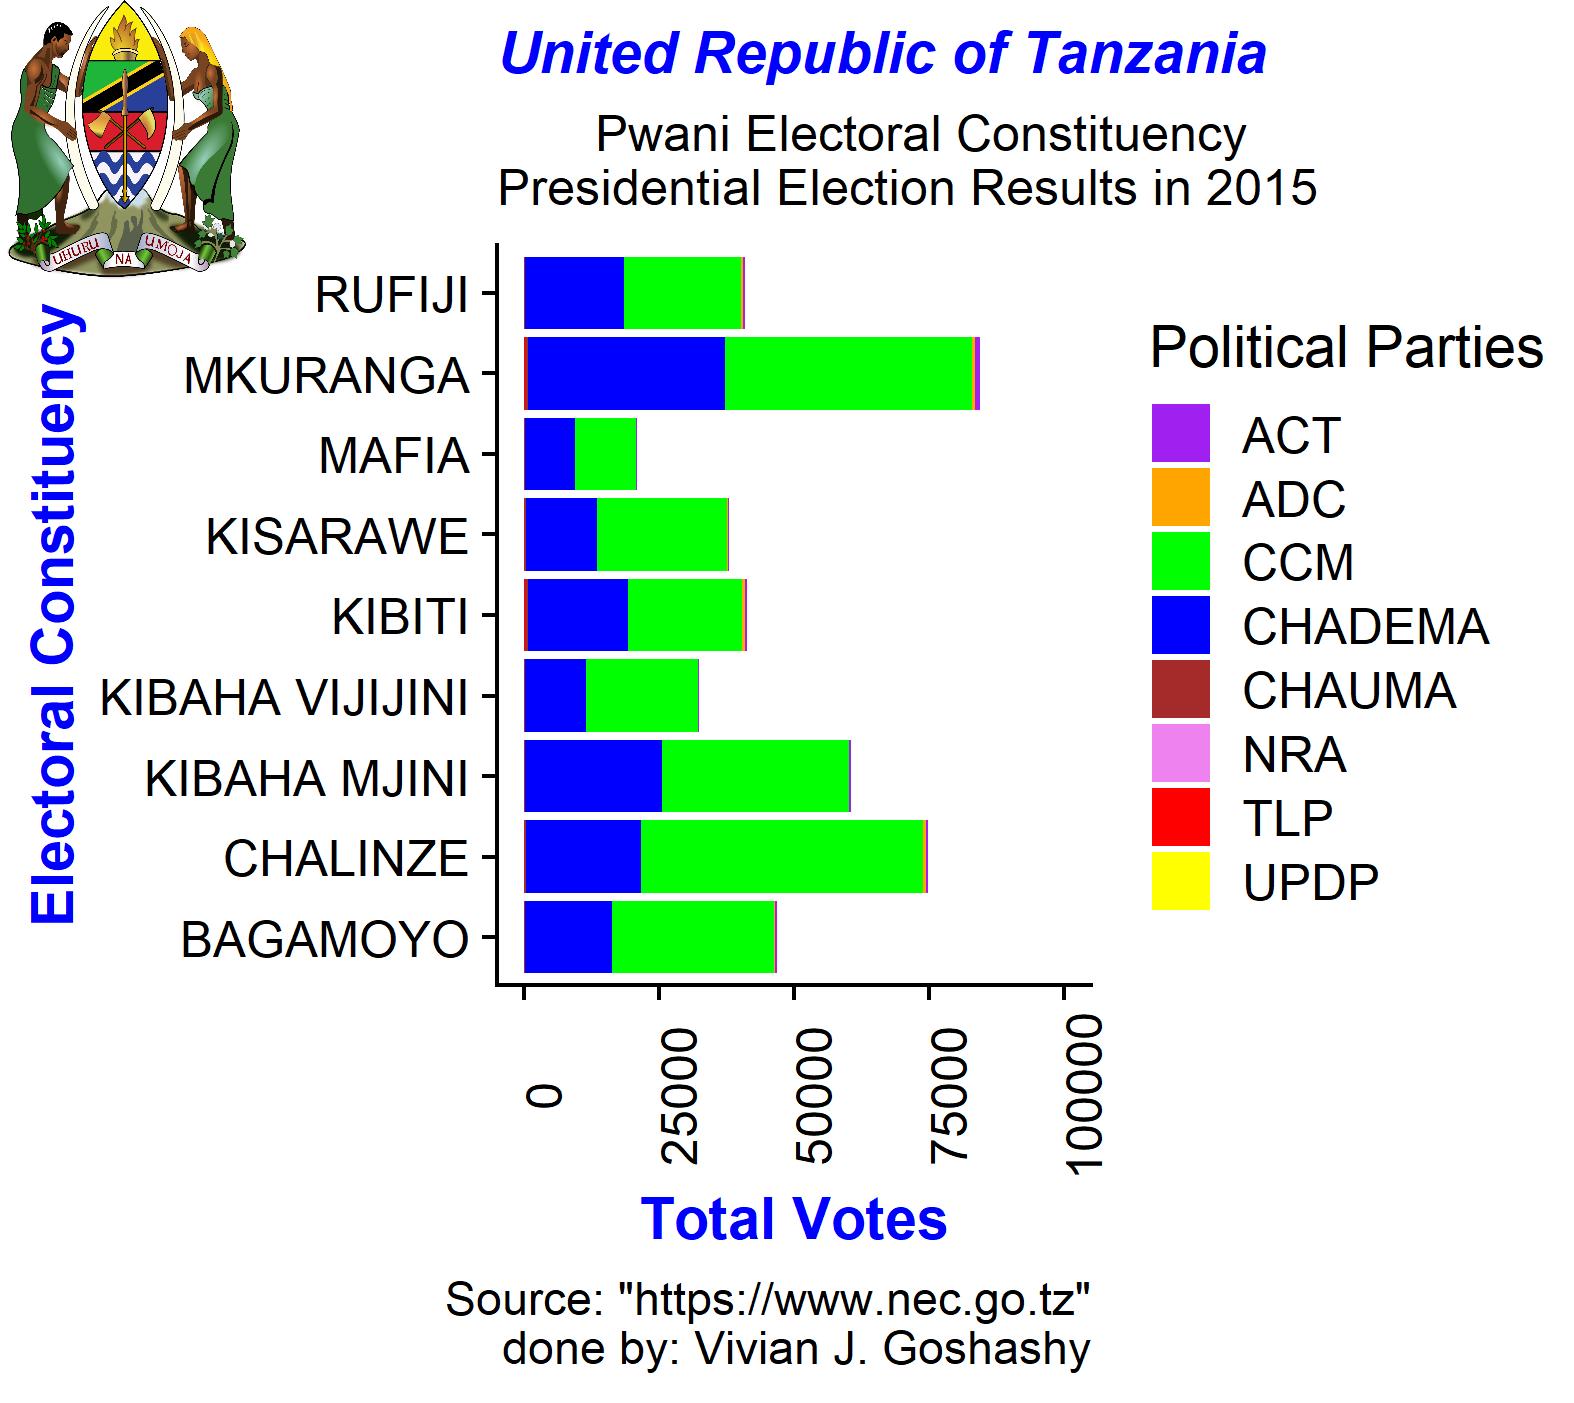 United Republic of Tanzania
Pwani Electoral Constituency
Presidential Election Results in 2015
UHURU NA UMOJA
Electoral Constituency
RUFIJI
MKURANGA
MAFIA
KISARAWE
KIBITI
KIBAHA VIJIJINI
KIBAHA MJINI
CHALINZE
BAGAMOYO
0
25000
50000
75000
100000
Total Votes
Political Parties
ACT
ADC
CCM
CHADEMA
CHAUMA
NRA
TLP
UPDP
Source: "https://www.nec.go.tz"
done by: Vivian J. Goshashy